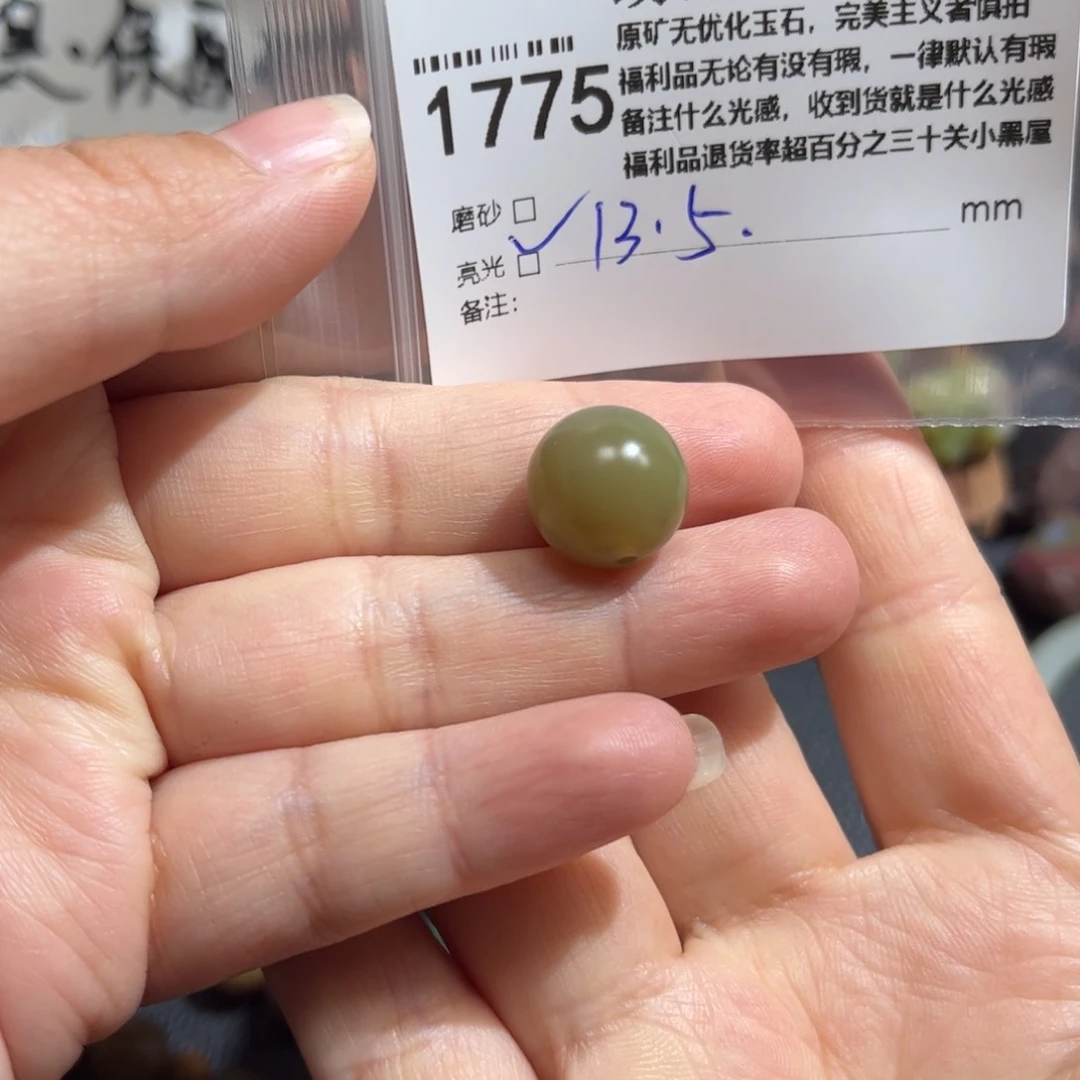 原矿无优化玉石，完美主义者慎拍
福利品无论有没有瑕，一律默认有瑕
备注什么光感，收到货就是什么光感
福利品退货率超百分之三十关小黑屋
1775
磨砂 □
亮光 □ ✓ 13.5. mm
备注：